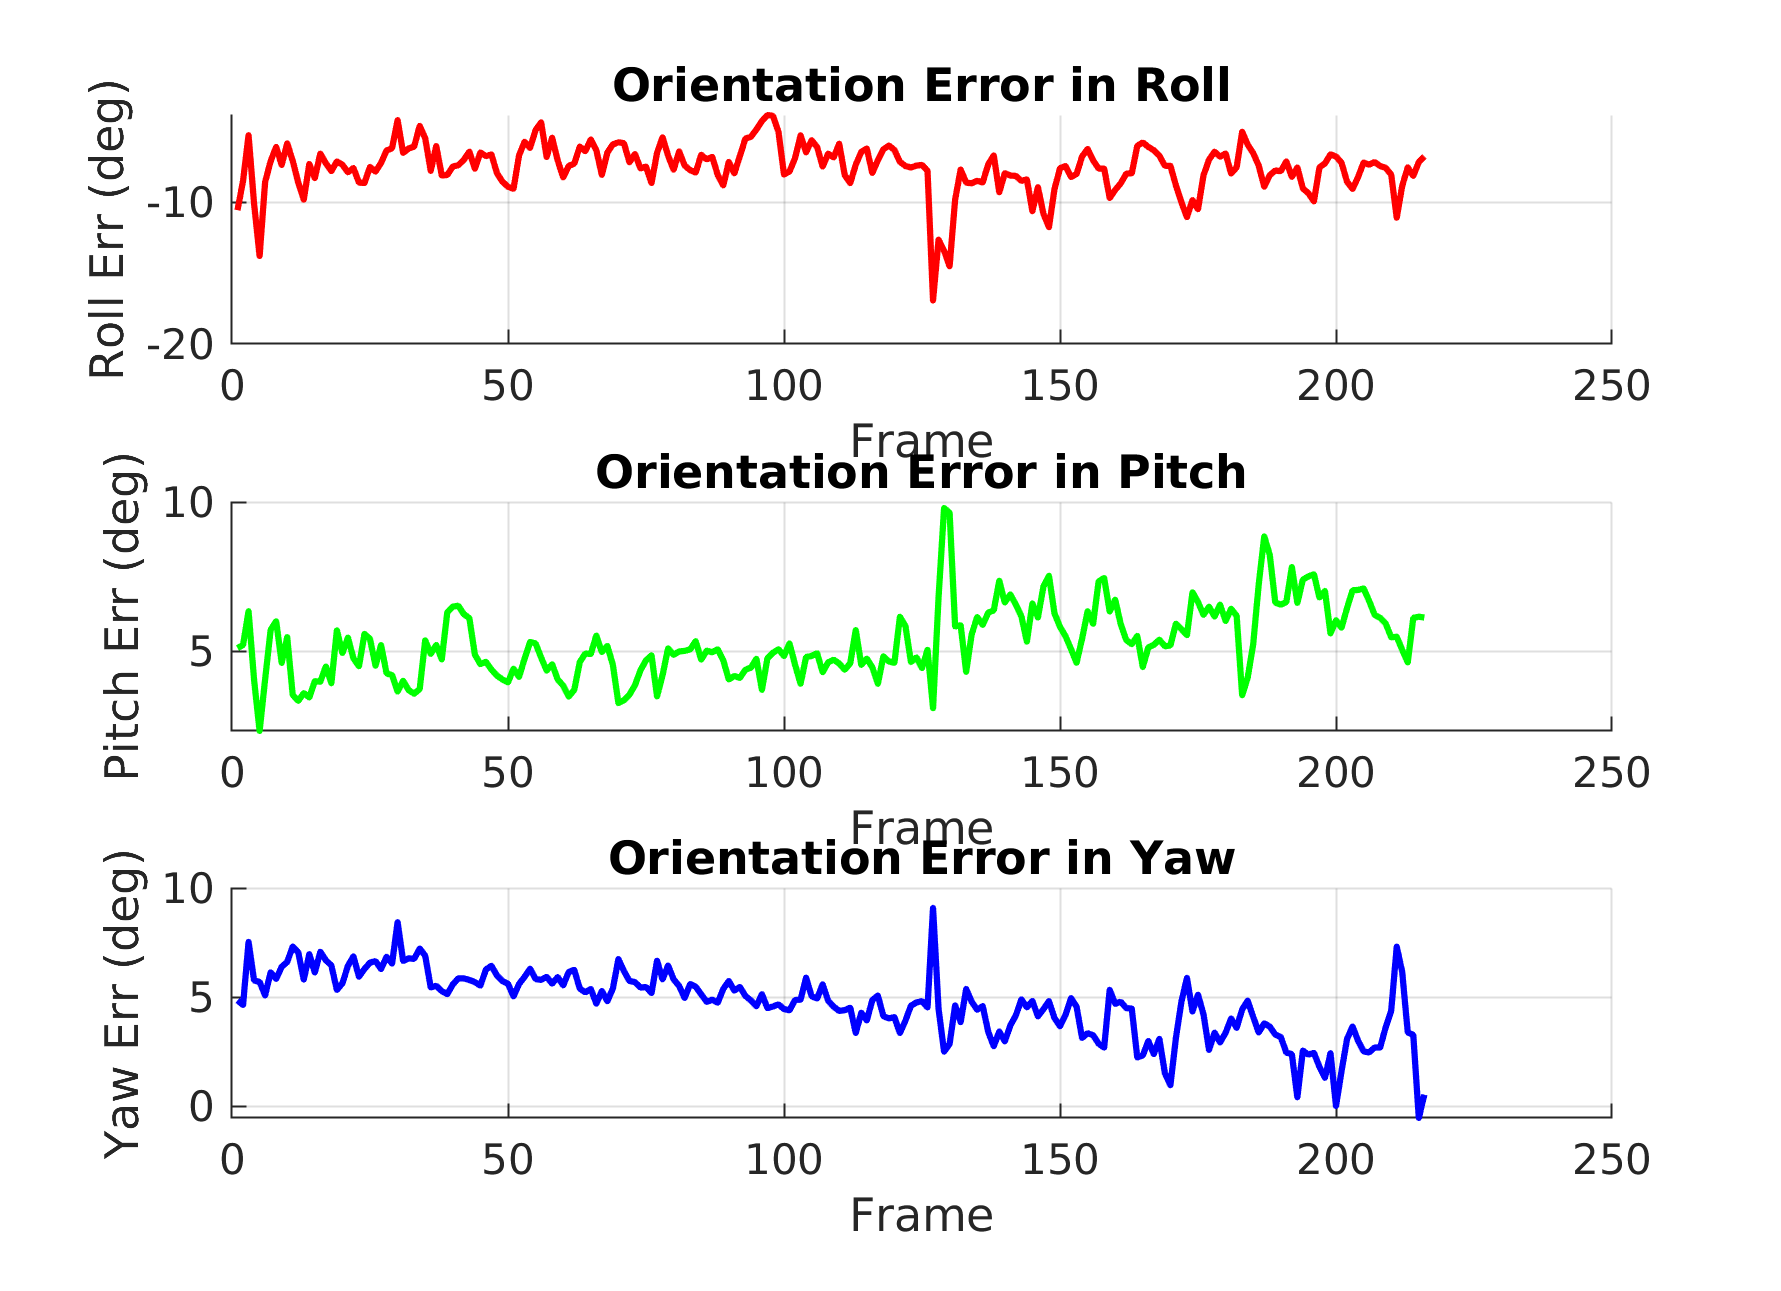 Orientation Error in Roll
Roll Err (deg)
-10
-20
0 50 100 150 200 250
Frame
Orientation Error in Pitch
Pitch Err (deg)
10
5
0 50 100 150 200 250
Frame
Orientation Error in Yaw
Yaw Err (deg)
10
5
0
0 50 100 150 200 250
Frame